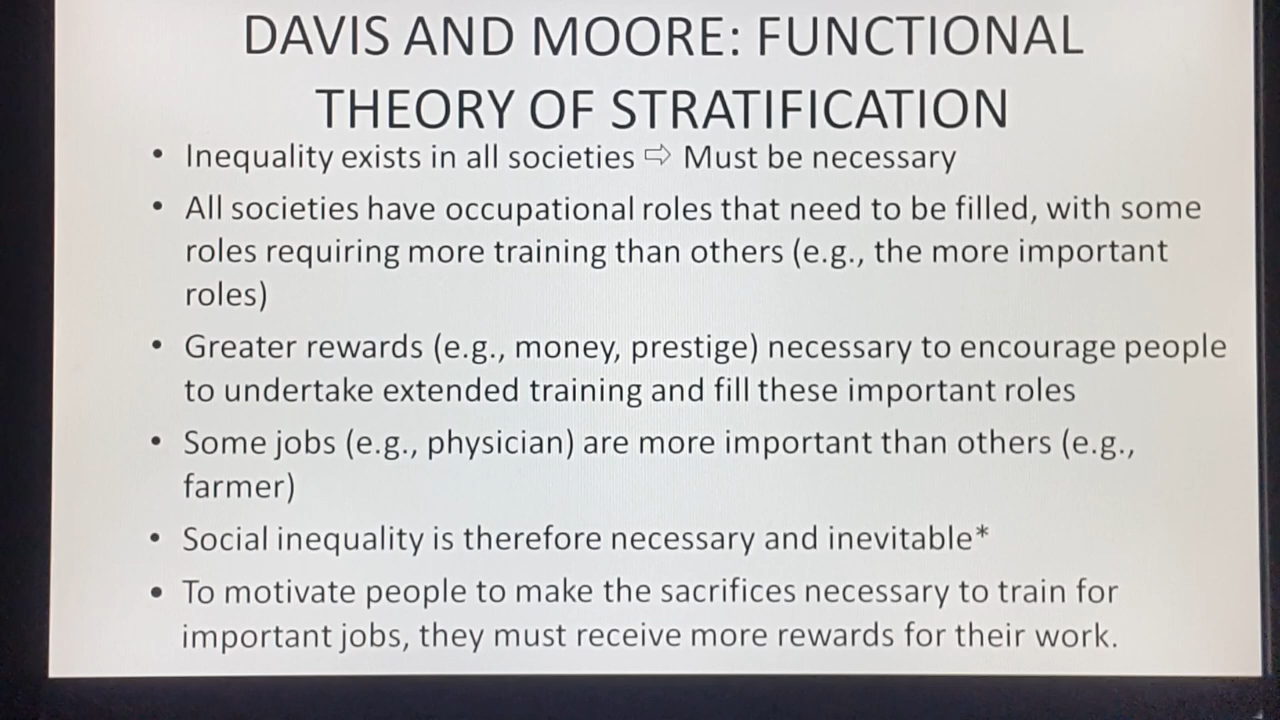 DAVIS AND MOORE: FUNCTIONAL
THEORY OF STRATIFICATION
• Inequality exists in all societies ⇨ Must be necessary
• All societies have occupational roles that need to be filled, with some
roles requiring more training than others (e.g., the more important
roles)
• Greater rewards (e.g., money, prestige) necessary to encourage people
to undertake extended training and fill these important roles
• Some jobs (e.g., physician) are more important than others (e.g.,
farmer)
• Social inequality is therefore necessary and inevitable*
• To motivate people to make the sacrifices necessary to train for
important jobs, they must receive more rewards for their work.